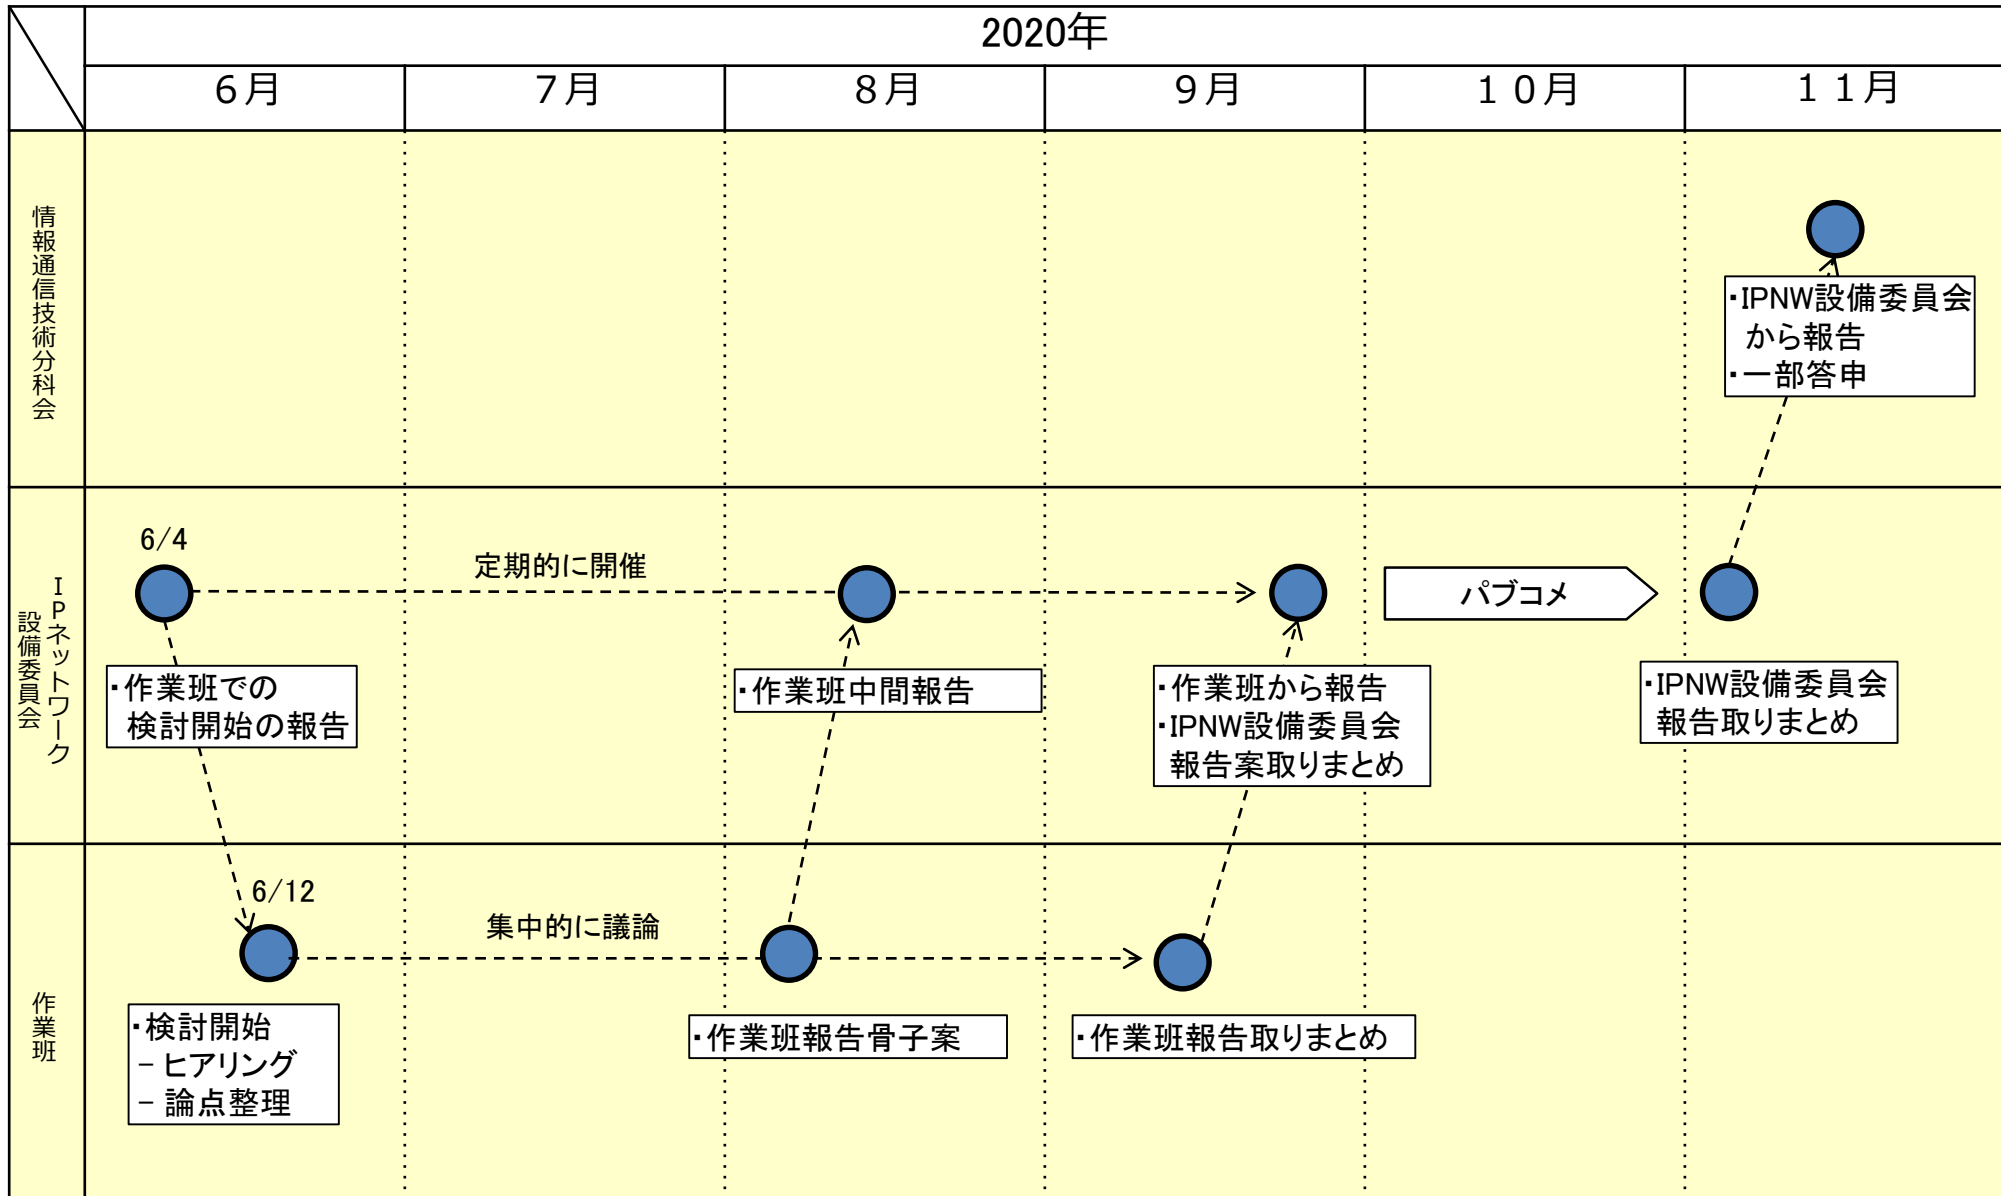 2020年
６月
７月
８月
９月
１０月
１１月
情報通信技術分科会
・IPNW設備委員会
から報告
・一部答申
IPネットワーク
設備委員会
6/4
定期的に開催
パブコメ
・作業班での
検討開始の報告
・作業班中間報告
・作業班から報告
・IPNW設備委員会
報告案取りまとめ
・IPNW設備委員会
報告取りまとめ
作業班
6/12
集中的に議論
・検討開始
− ヒアリング
− 論点整理
・作業班報告骨子案
・作業班報告取りまとめ